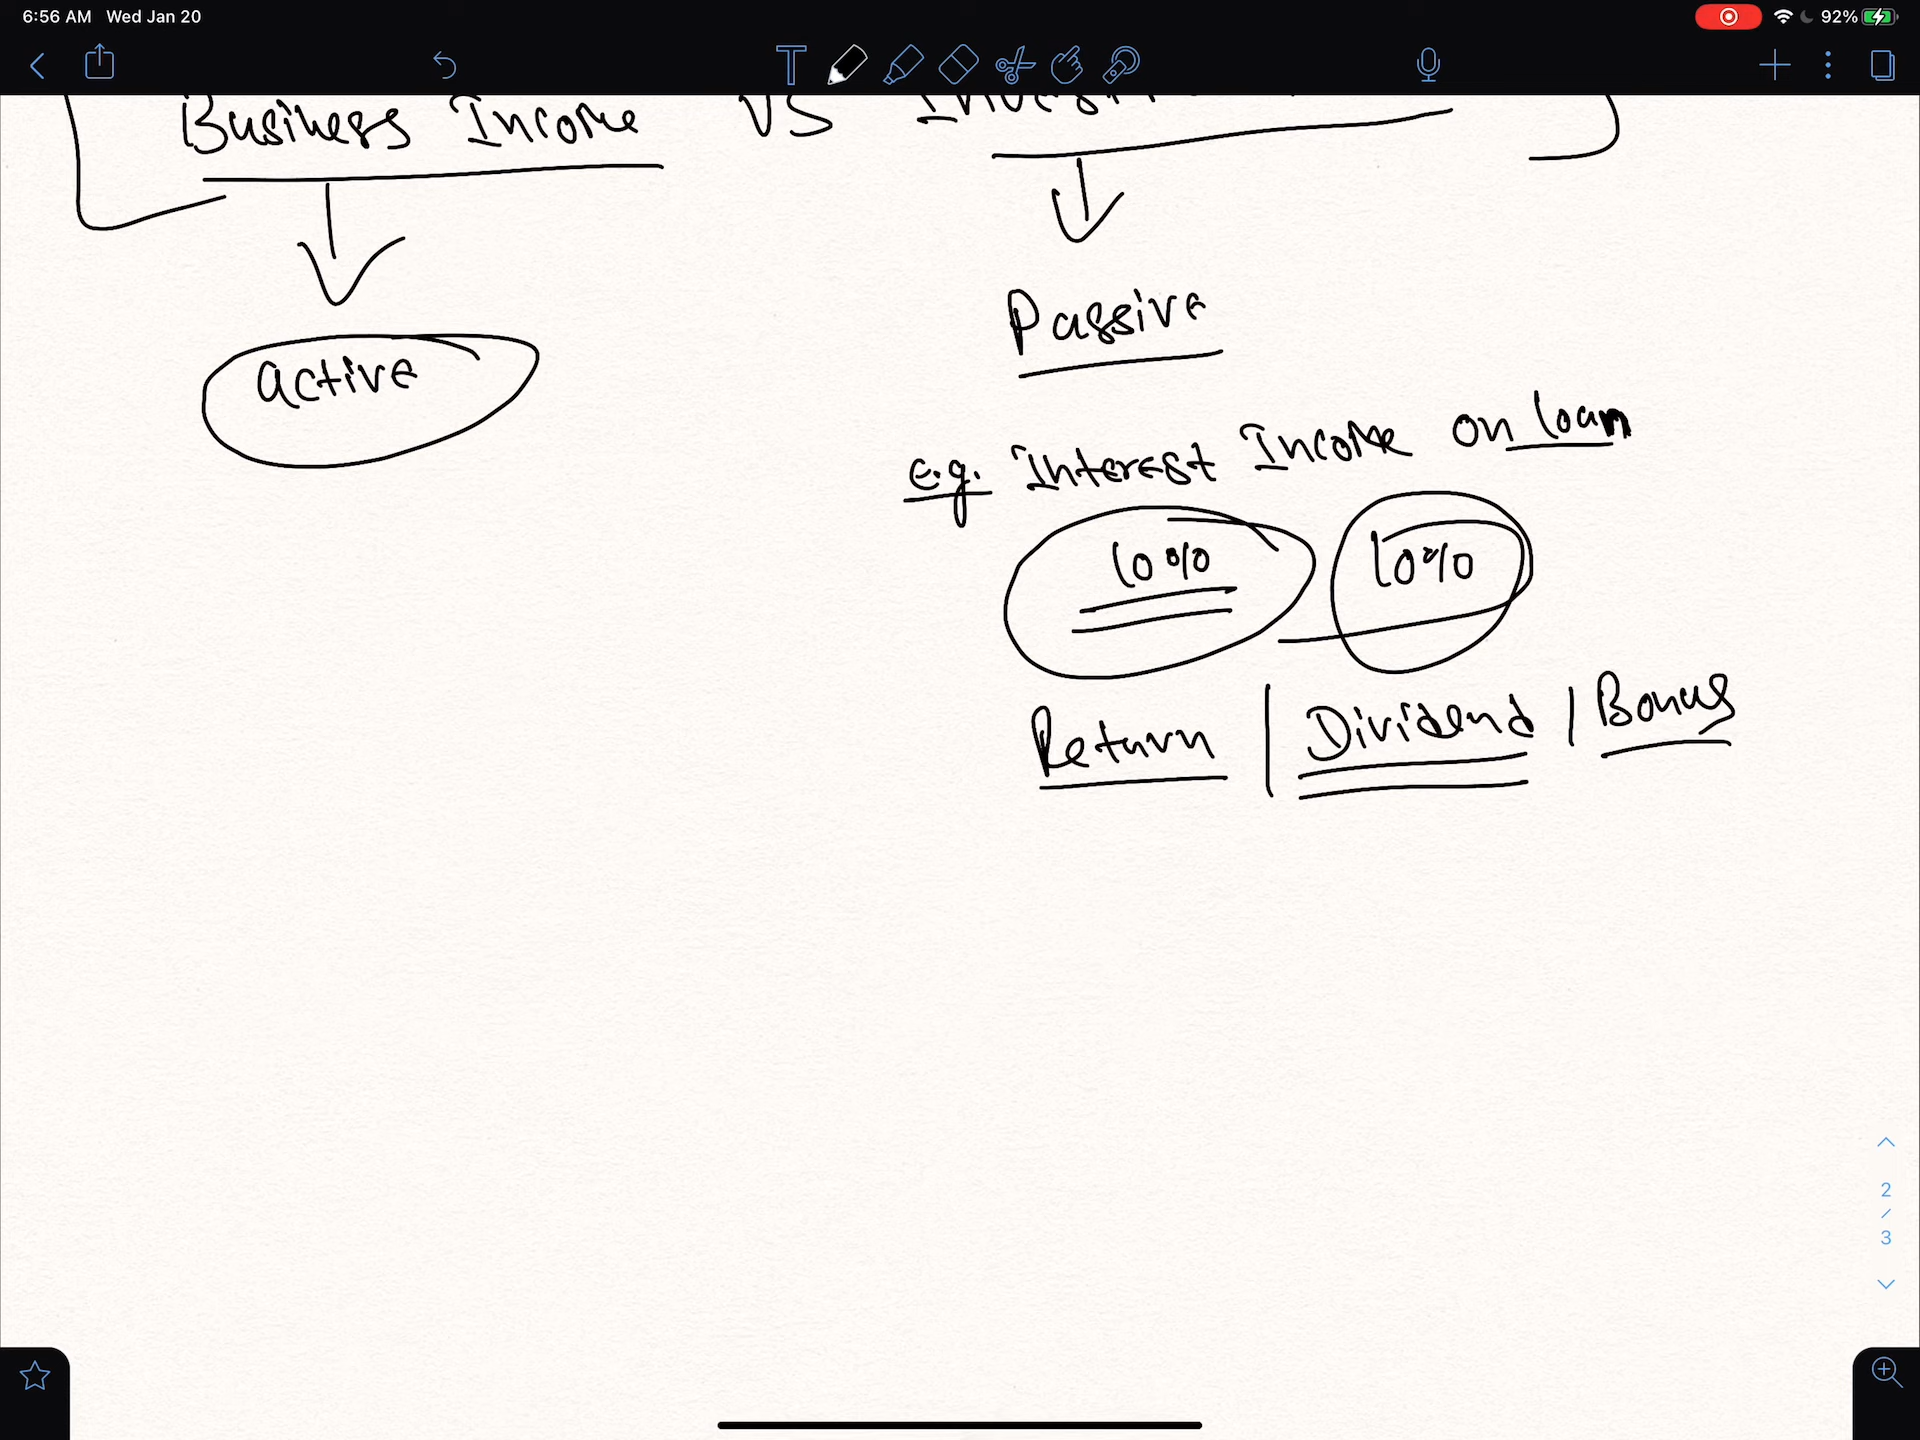 6:56 AM Wed Jan 20
92%
T
Business Income VS
active
Passive
e.g. Interest Income on loan
10% 10%
Return | Dividend | Bonus
2
/
3